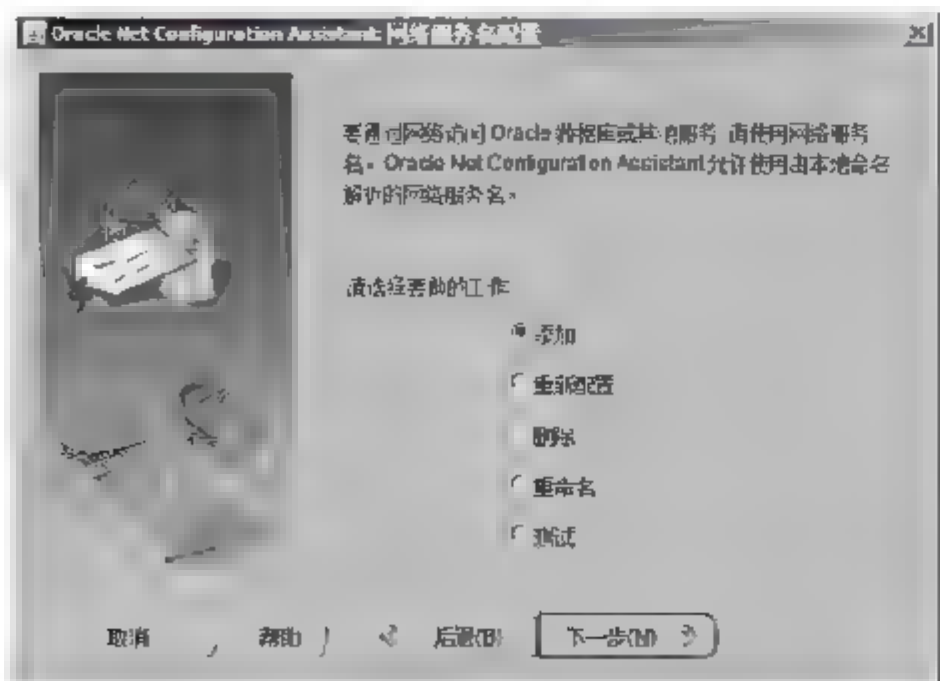 Oracle Net Configuration Assistant: 网络服务名配置
要通过网络访问 Oracle 数据库或其他服务, 请使用网络服务
名。Oracle Net Configuration Assistant 允许使用由本地命名
解析的网络服务名。
请选择要做的工作:
添加
重新配置
删除
重命名
测试
取消 帮助 后退(B) 下一步(N)